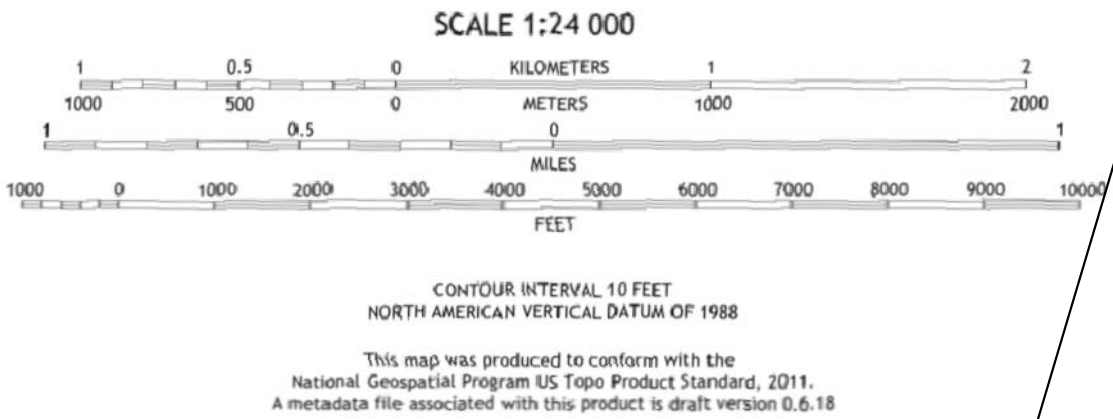 SCALE 1:24 000
1 0.5 0 KILOMETERS 1 2
1000 500 0 METERS 1000 2000
1 0.5 0 1
MILES
1000 0 1000 2000 3000 4000 5000 6000 7000 8000 9000 10000
FEET
CONTOUR INTERVAL 10 FEET
NORTH AMERICAN VERTICAL DATUM OF 1988
This map was produced to conform with the
National Geospatial Program US Topo Product Standard, 2011.
A metadata file associated with this product is draft version 0.6.18